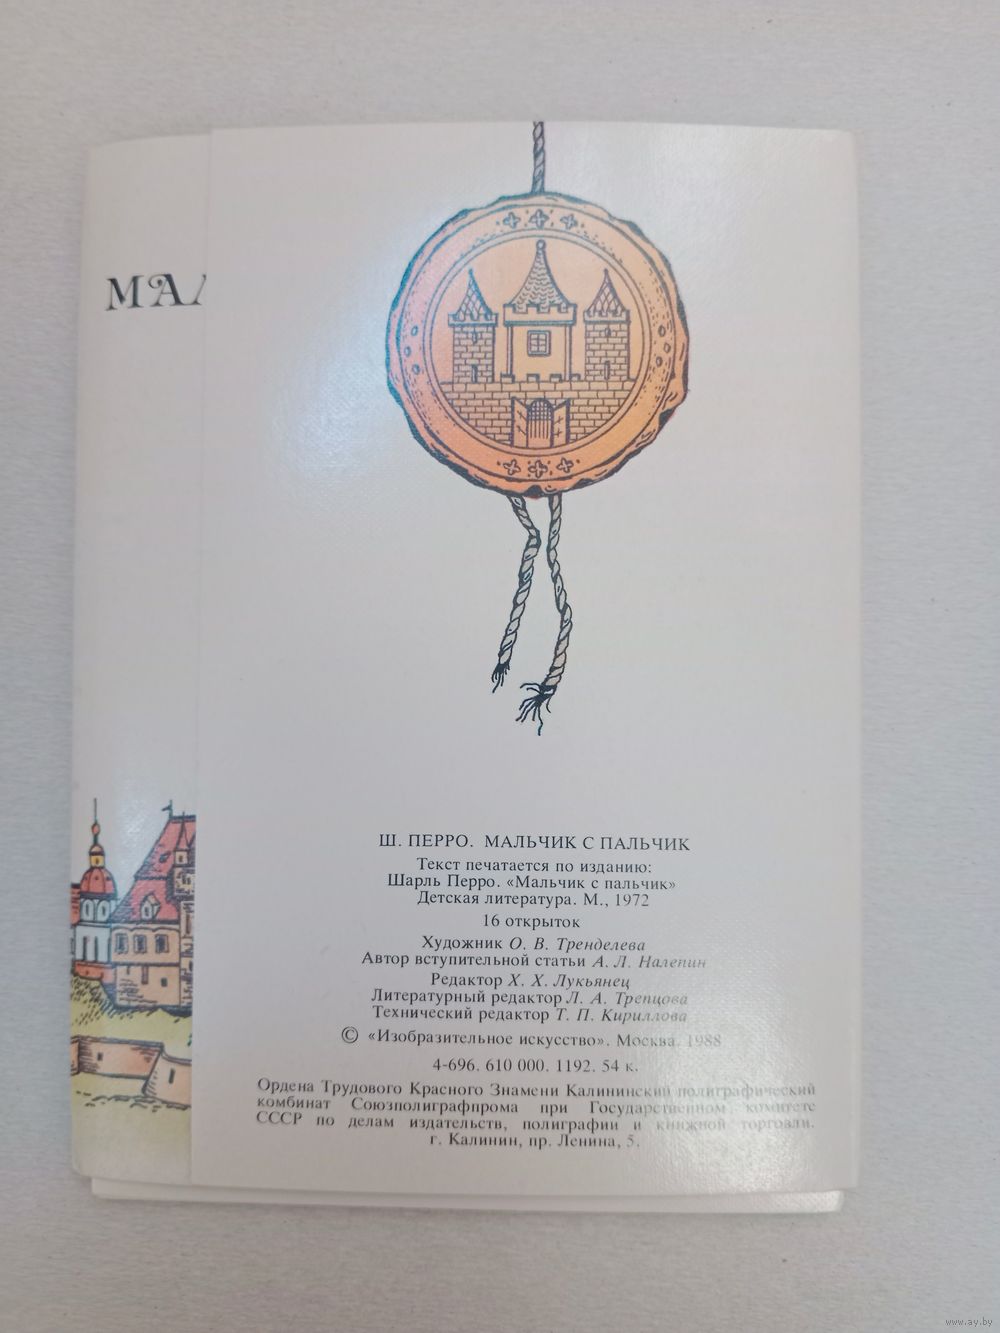 МАЛ
Ш. ПЕРРО. МАЛЬЧИК С ПАЛЬЧИК
Текст печатается по изданию:
Шарль Перро. «Мальчик с пальчик»
Детская литература. М., 1972
16 открыток
Художник О. В. Тренделева
Автор вступительной статьи А. Л. Налепин
Редактор Х. Х. Лукьянец
Литературный редактор Л. А. Трепцова
Технический редактор Т. П. Кириллова
© «Изобразительное искусство». Москва. 1988
4-696. 610 000. 1192. 54 к.
Ордена Трудового Красного Знамени Калининский полиграфический
комбинат Союзполиграфпрома при Государственном комитете
СССР по делам издательств, полиграфии и книжной торговли.
г. Калинин, пр. Ленина, 5.
www.ay.by